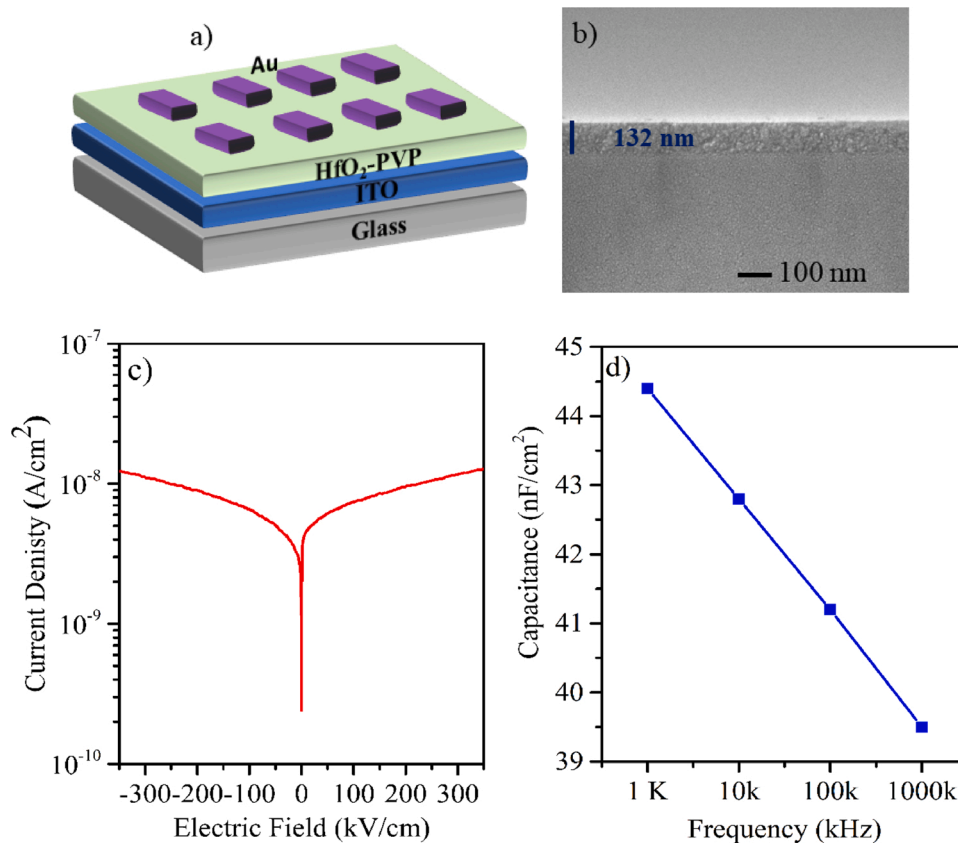 a)
Au
HfO₂-PVP
ITO
Glass
b)
132 nm
100 nm
c)
10⁻⁷
10⁻⁸
10⁻⁹
10⁻¹⁰
Current Denisty (A/cm²)
-300-200-100 0 100 200 300
Electric Field (kV/cm)
d)
45
44
43
42
41
40
39
Capacitance (nF/cm²)
1 K 10k 100k 1000k
Frequency (kHz)